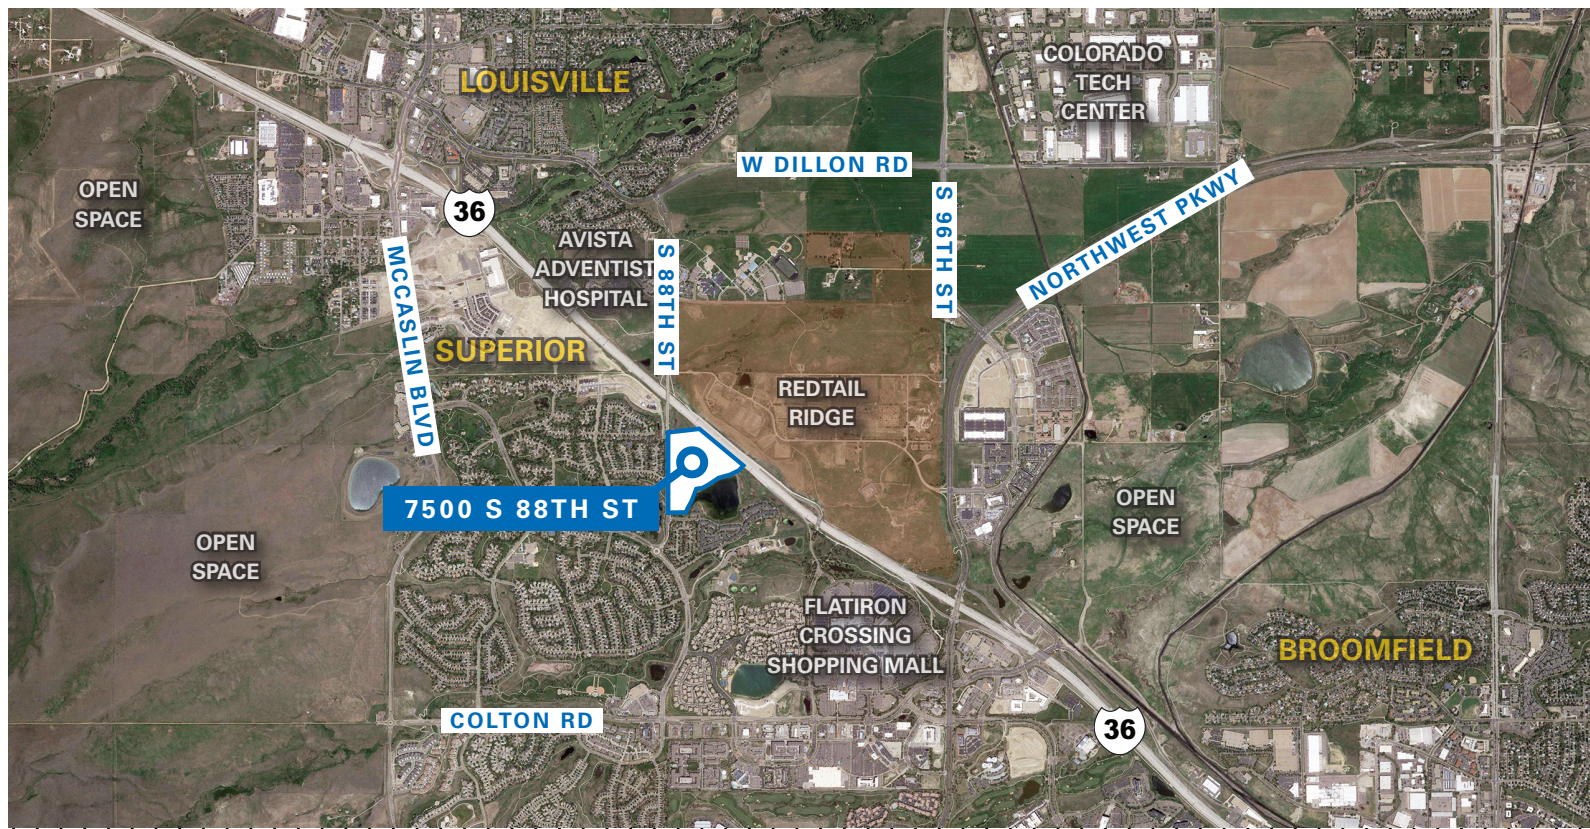 COLORADO
TECH
CENTER
LOUISVILLE
W DILLON RD
OPEN
SPACE
36
S 96TH ST
NORTHWEST PKWY
AVISTA
ADVENTIST
HOSPITAL
S 88TH ST
MCCASLIN BLVD
SUPERIOR
REDTAIL
RIDGE
7500 S 88TH ST
OPEN
SPACE
OPEN
SPACE
FLATIRON
CROSSING
SHOPPING MALL
BROOMFIELD
COLTON RD
36